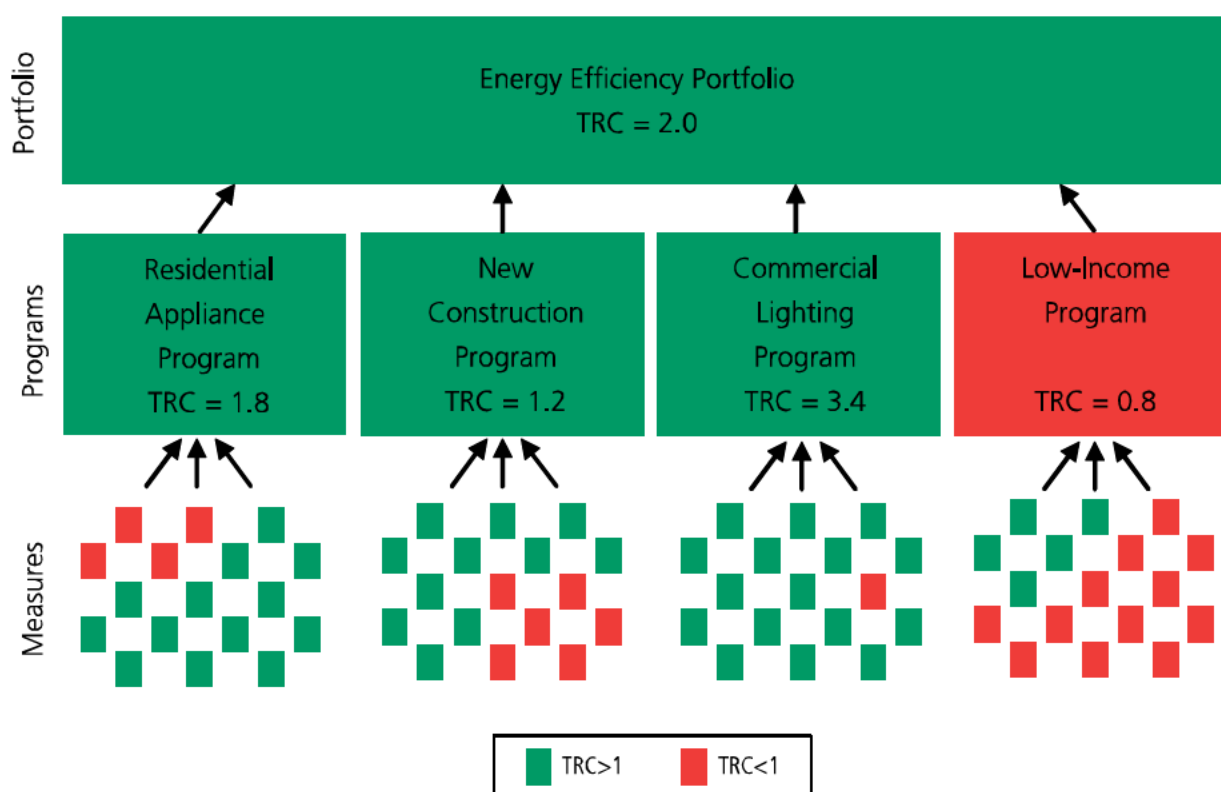 Portfolio
Energy Efficiency Portfolio
TRC = 2.0
Programs
Residential
Appliance
Program
TRC = 1.8
New
Construction
Program
TRC = 1.2
Commercial
Lighting
Program
TRC = 3.4
Low-Income
Program
TRC = 0.8
Measures
TRC>1
TRC<1